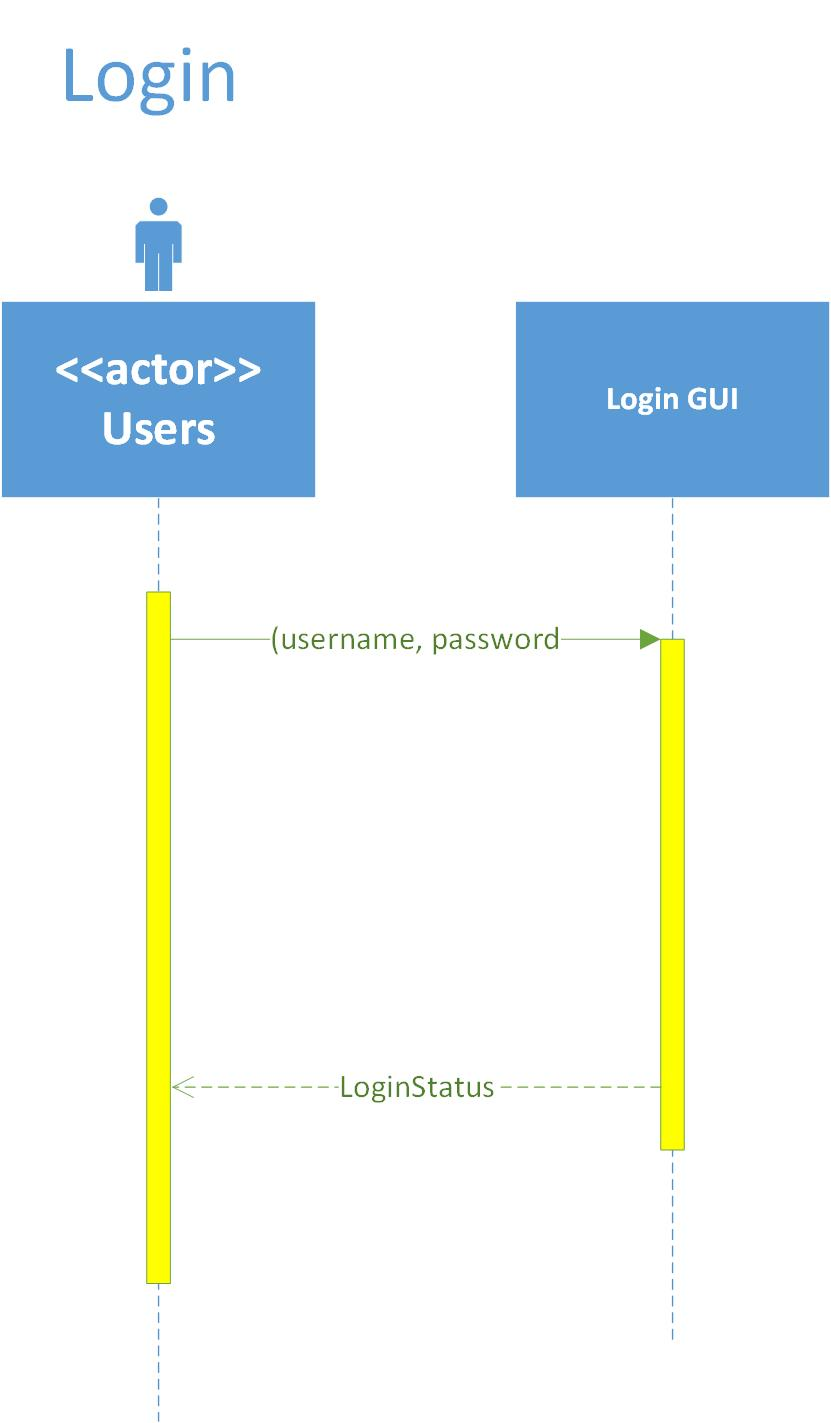 Login
<<actor>>
Users
Login GUI
(username, password
LoginStatus